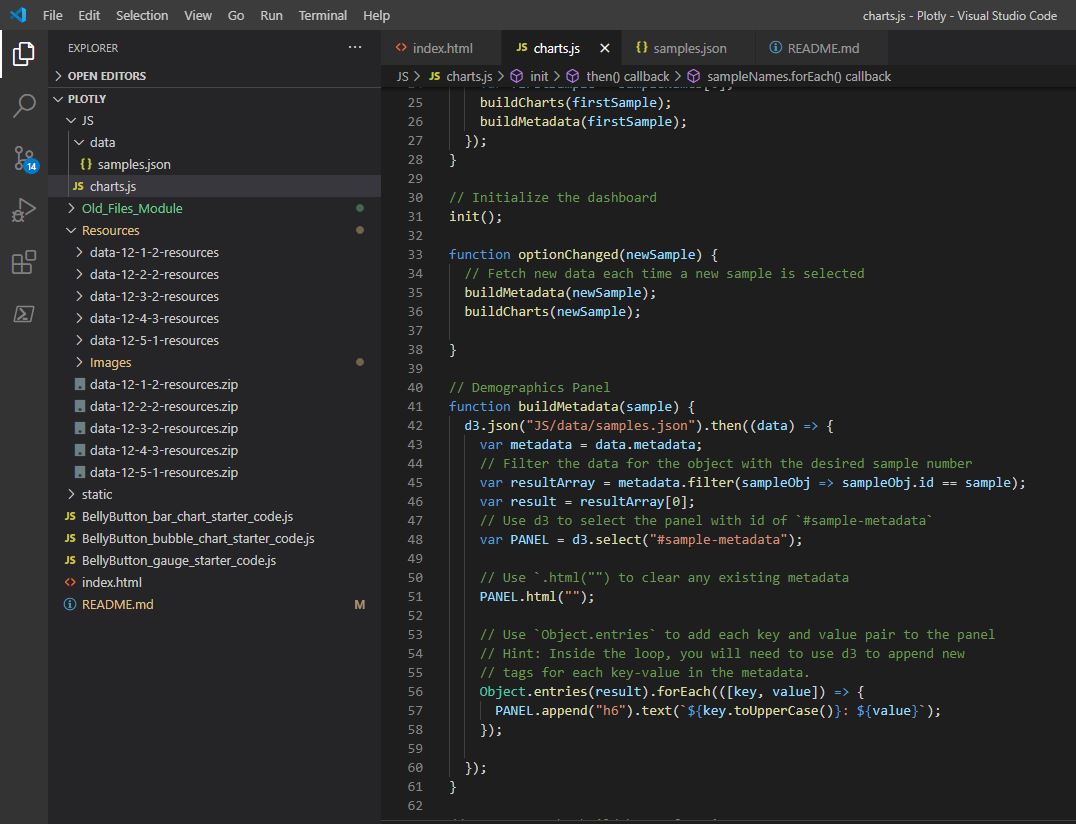 File Edit Selection View Go Run Terminal Help charts.js - Plotly - Visual Studio Code
EXPLORER ...
OPEN EDITORS
PLOTLY
JS
data
{} samples.json
JS charts.js
Old_Files_Module
Resources
data-12-1-2-resources
data-12-2-2-resources
data-12-3-2-resources
data-12-4-3-resources
data-12-5-1-resources
Images
data-12-1-2-resources.zip
data-12-2-2-resources.zip
data-12-3-2-resources.zip
data-12-4-3-resources.zip
data-12-5-1-resources.zip
static
JS BellyButton_bar_chart_starter_code.js
JS BellyButton_bubble_chart_starter_code.js
JS BellyButton_gauge_starter_code.js
<> index.html
README.md M
14
<> index.html JS charts.js × {} samples.json README.md
JS > JS charts.js > init > then() callback > sampleNames.forEach() callback
25 buildCharts(firstSample);
26 buildMetadata(firstSample);
27 });
28 }
29
30 // Initialize the dashboard
31 init();
32
33 function optionChanged(newSample) {
34 // Fetch new data each time a new sample is selected
35 buildMetadata(newSample);
36 buildCharts(newSample);
37
38 }
39
40 // Demographics Panel
41 function buildMetadata(sample) {
42 d3.json("JS/data/samples.json").then((data) => {
43 var metadata = data.metadata;
44 // Filter the data for the object with the desired sample number
45 var resultArray = metadata.filter(sampleObj => sampleObj.id == sample);
46 var result = resultArray[0];
47 // Use d3 to select the panel with id of `#sample-metadata`
48 var PANEL = d3.select("#sample-metadata");
49
50 // Use `.html("") to clear any existing metadata
51 PANEL.html("");
52
53 // Use `Object.entries` to add each key and value pair to the panel
54 // Hint: Inside the loop, you will need to use d3 to append new
55 // tags for each key-value in the metadata.
56 Object.entries(result).forEach(([key, value]) => {
57 PANEL.append("h6").text(`${key.toUpperCase()}: ${value}`);
58 });
59
60 });
61 }
62